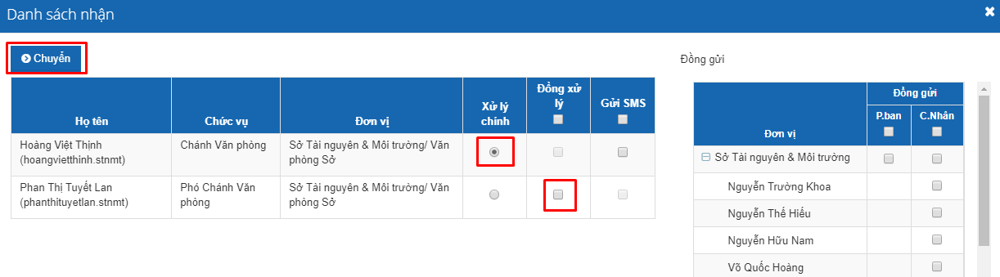 Danh sách nhận
Chuyển
Đồng gửi
Họ tên
Chức vụ
Đơn vị
Xử lý
chính
Đồng xử
lý
Gửi SMS
Hoàng Việt Thịnh
(hoangvietthinh.stnmt)
Chánh Văn phòng
Sở Tài nguyên & Môi trường/ Văn
phòng Sở
Phan Thị Tuyết Lan
(phanthituyetlan.stnmt)
Phó Chánh Văn
phòng
Sở Tài nguyên & Môi trường/ Văn
phòng Sở
Đơn vị
Đồng gửi
P.ban
C.Nhân
Sở Tài nguyên & Môi trường
Nguyễn Trường Khoa
Nguyễn Thế Hiếu
Nguyễn Hữu Nam
Võ Quốc Hoàng